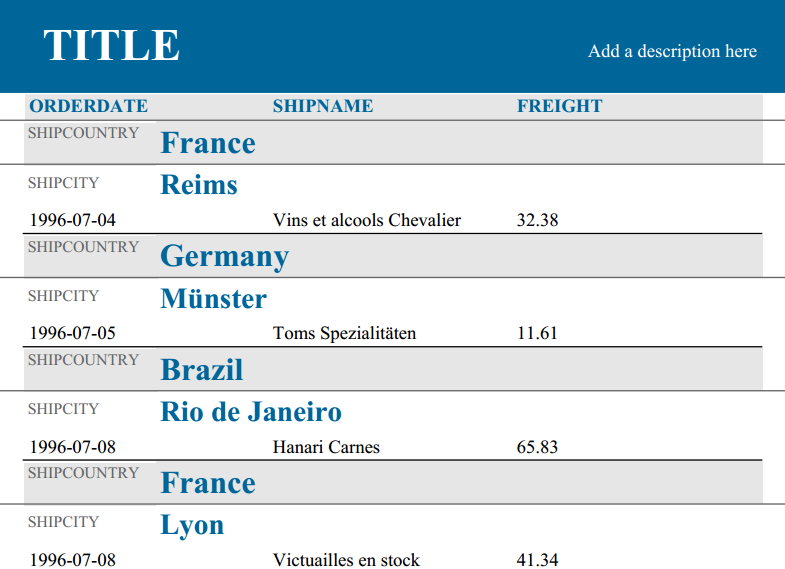 TITLE
Add a description here
ORDERDATE SHIPNAME FREIGHT
SHIPCOUNTRY France
SHIPCITY Reims
1996-07-04 Vins et alcools Chevalier 32.38
SHIPCOUNTRY Germany
SHIPCITY Münster
1996-07-05 Toms Spezialitäten 11.61
SHIPCOUNTRY Brazil
SHIPCITY Rio de Janeiro
1996-07-08 Hanari Carnes 65.83
SHIPCOUNTRY France
SHIPCITY Lyon
1996-07-08 Victuailles en stock 41.34